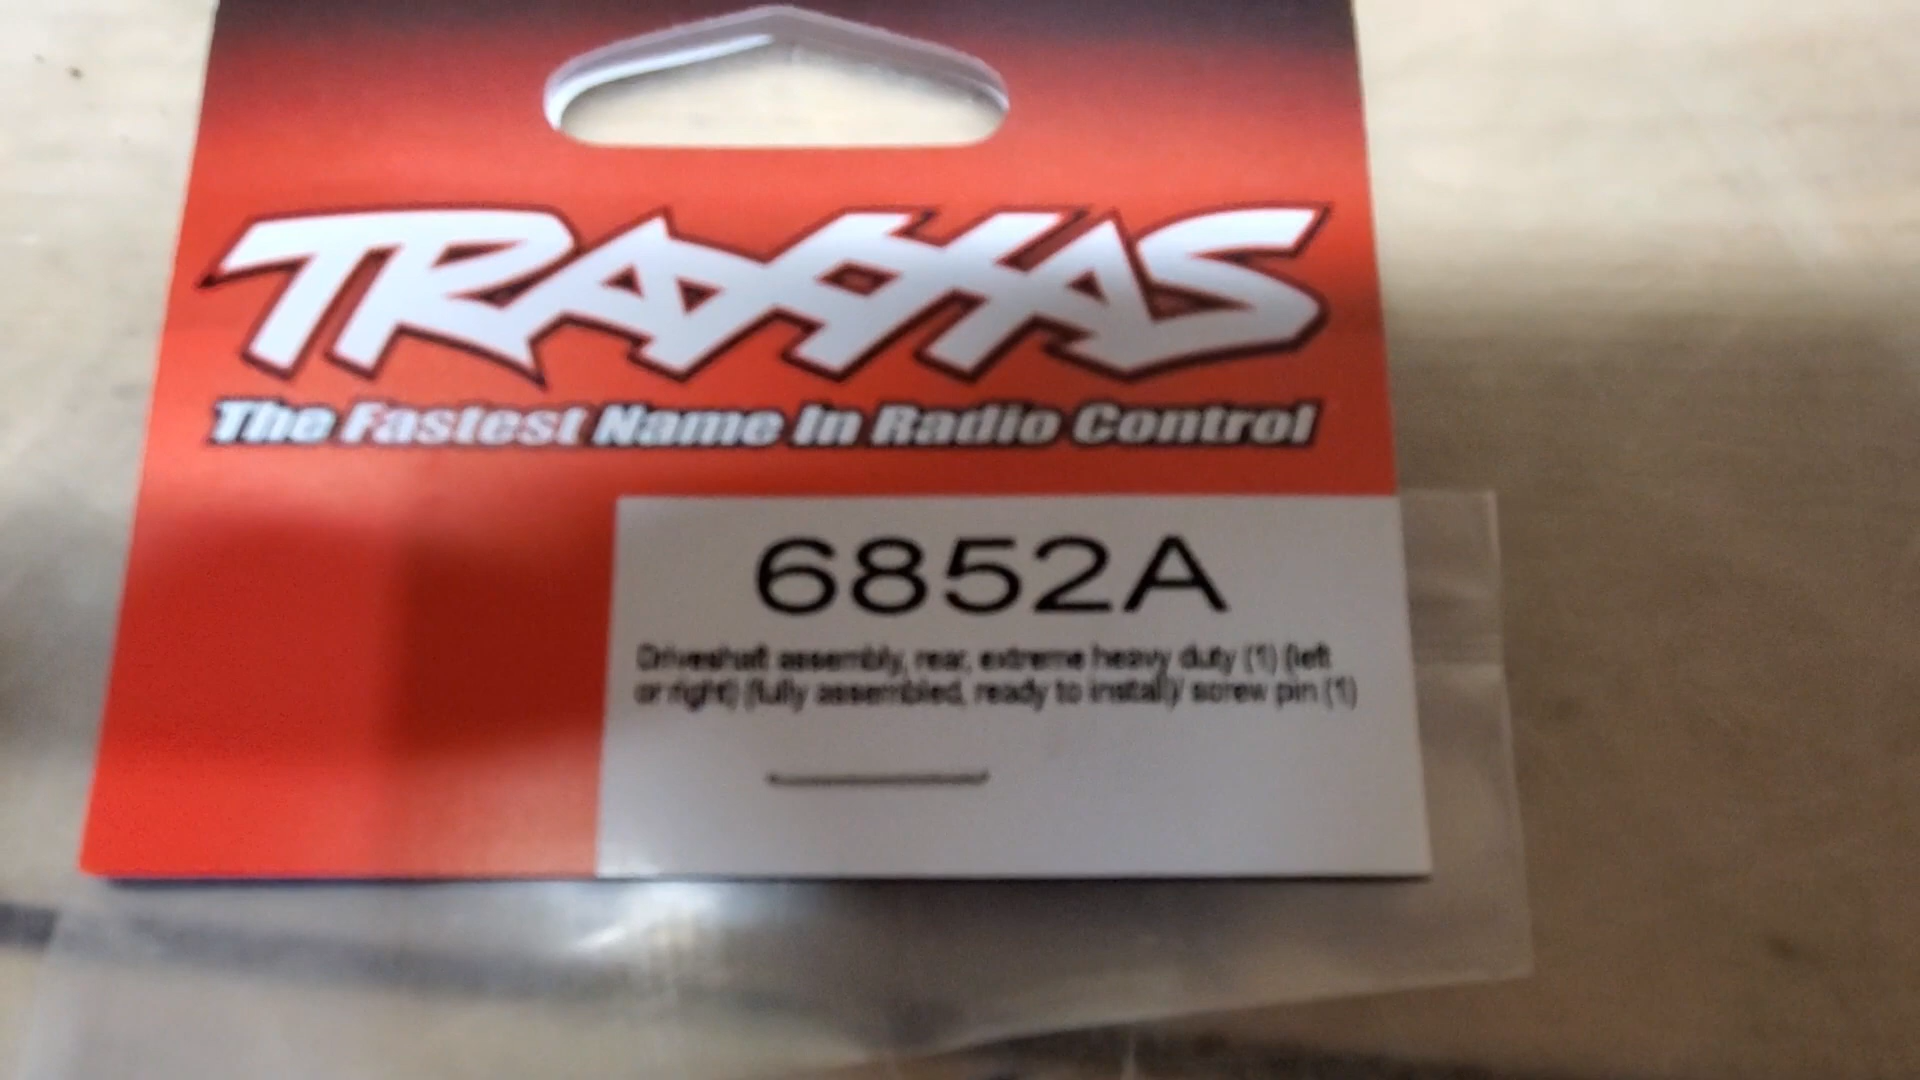 TRAXXAS
The Fastest Name In Radio Control
6852A
Driveshaft assembly, rear, extreme heavy duty (1) (left
or right) (fully assembled, ready to install)/ screw pin (1)